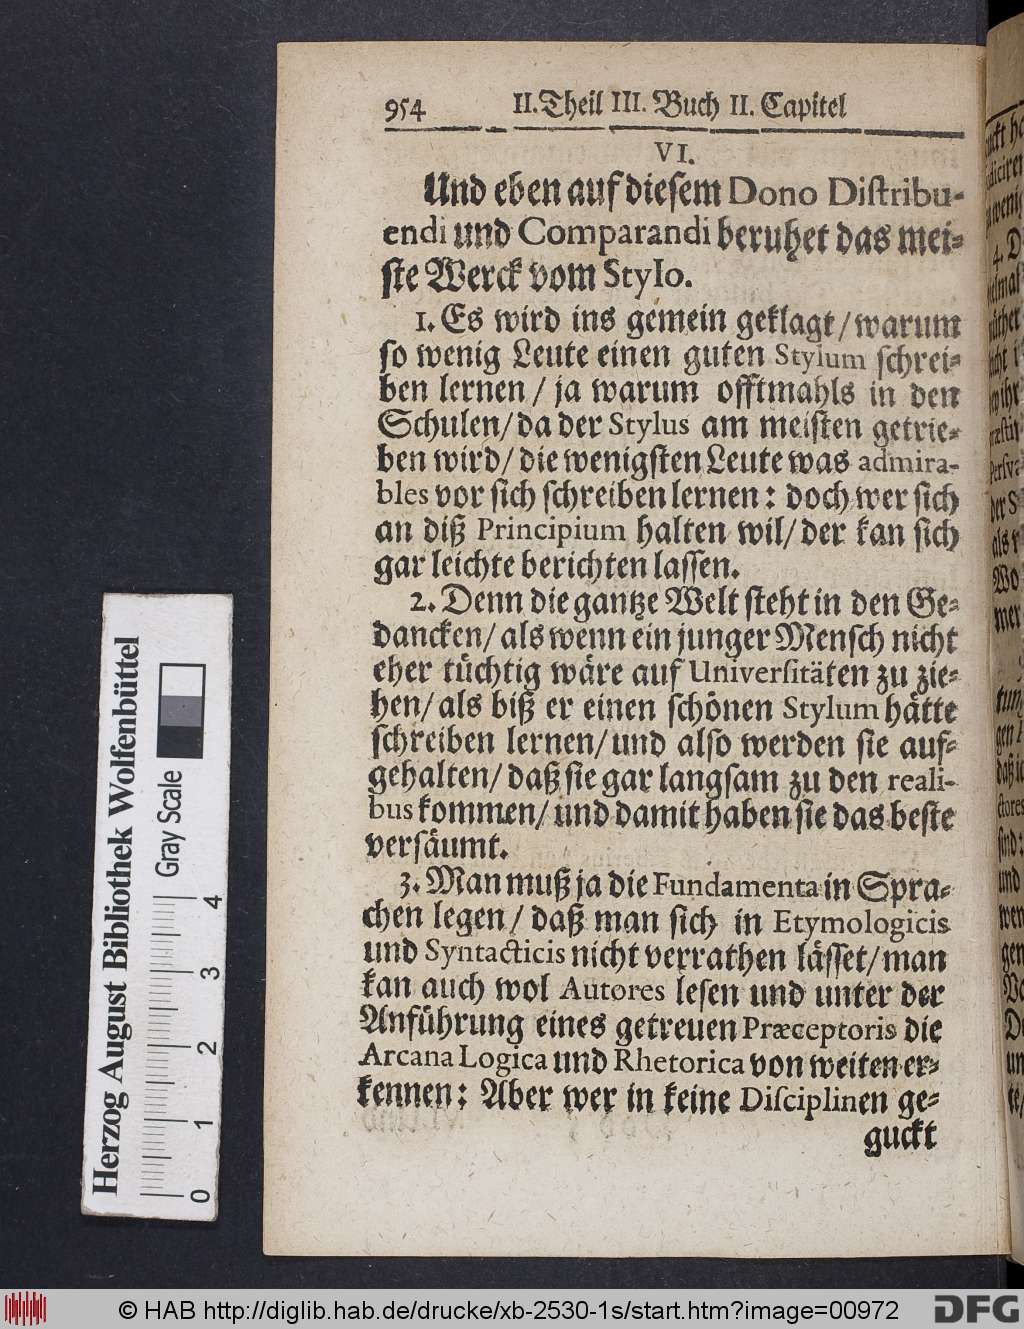 954 II. Theil III. Buch II. Capitel
VI.
Und eben auf diesem Dono Distribu-
endi und Comparandi beruhet das mei-
ste Werck vom Stylo.
1. Es wird ins gemein geklagt/warum
so wenig Leute einen guten Stylum schrei-
ben lernen / ja warum offtmahls in den
Schulen/ da der Stylus am meisten getrie-
ben wird/ die wenigsten Leute was admira-
bles vor sich schreiben lernen: doch wer sich
an diß Principium halten wil/ der kan sich
gar leichte berichten lassen.
2. Denn die gantze Welt steht in den Ge-
dancken/ als wenn ein junger Mensch nicht
eher tüchtig wäre auf Universitäten zu zie-
hen/ als biß er einen schönen Stylum hätte
schreiben lernen/ und also werden sie auf-
gehalten/ daß sie gar langsam zu den reali-
bus kommen/ und damit haben sie das beste
versäumt.
3. Man muß ja die Fundamenta in Spra-
chen legen/ daß man sich in Etymologicis
und Syntacticis nicht verrathen lässet/ man
kan auch wol Autores lesen und unter der
Anführung eines getreuen Præceptoris die
Arcana Logica und Rhetorica von weiten er-
kennen: Aber wer in keine Disciplinen ge-
guckt
Herzog August Bibliothek Wolfenbüttel
Gray Scale
0 1 2 3 4
© HAB http://diglib.hab.de/drucke/xb-2530-1s/start.htm?image=00972
DFG